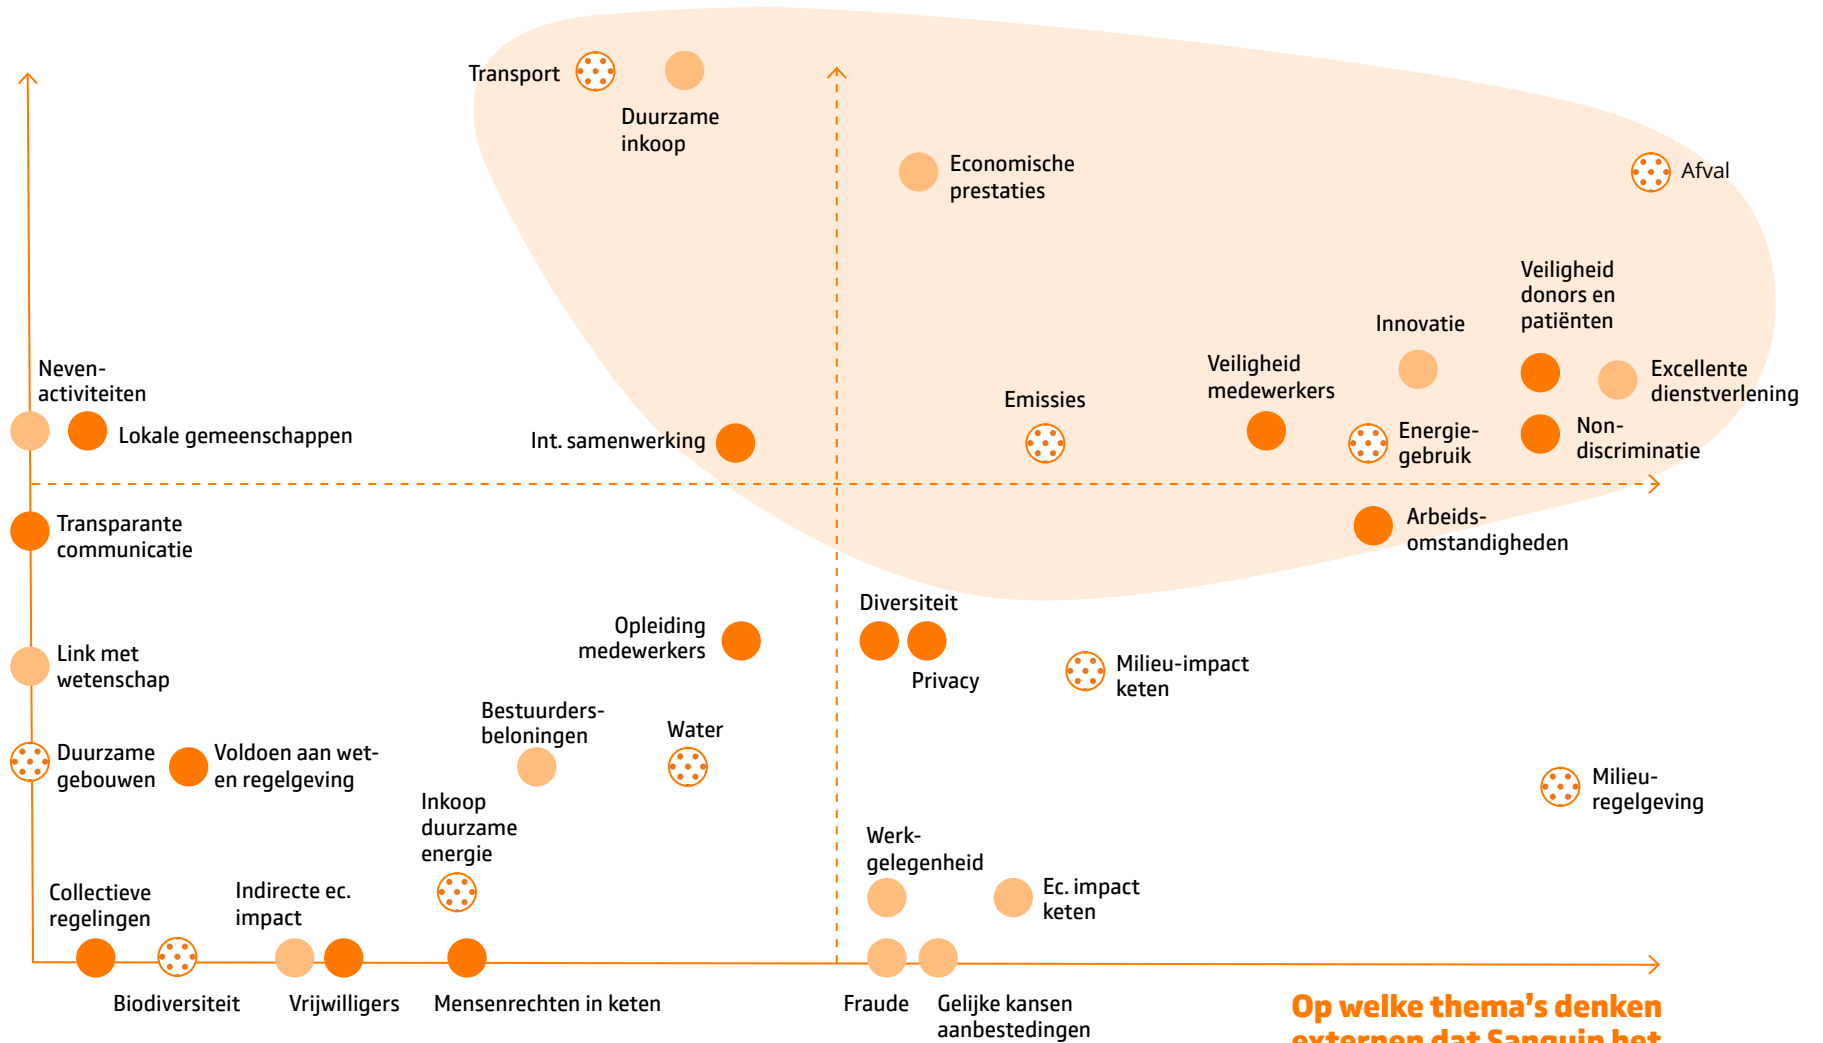 Transport
Duurzame
inkoop
Economische
prestaties
Afval
Veiligheid
donors en
patiënten
Innovatie
Veiligheid
medewerkers
Excellente
dienstverlening
Neven-
activiteiten
Lokale gemeenschappen
Int. samenwerking
Emissies
Energie-
gebruik
Non-
discriminatie
Transparante
communicatie
Arbeids-
omstandigheden
Diversiteit
Opleiding
medewerkers
Privacy
Link met
wetenschap
Milieu-impact
keten
Bestuurders-
beloningen
Water
Duurzame
gebouwen
Voldoen aan wet-
en regelgeving
Milieu-
regelgeving
Inkoop
duurzame
energie
Werk-
gelegenheid
Collectieve
regelingen
Indirecte ec.
impact
Ec. impact
keten
Biodiversiteit
Vrijwilligers
Mensenrechten in keten
Fraude
Gelijke kansen
aanbestedingen
Op welke thema's denken
externen dat Sanquin het